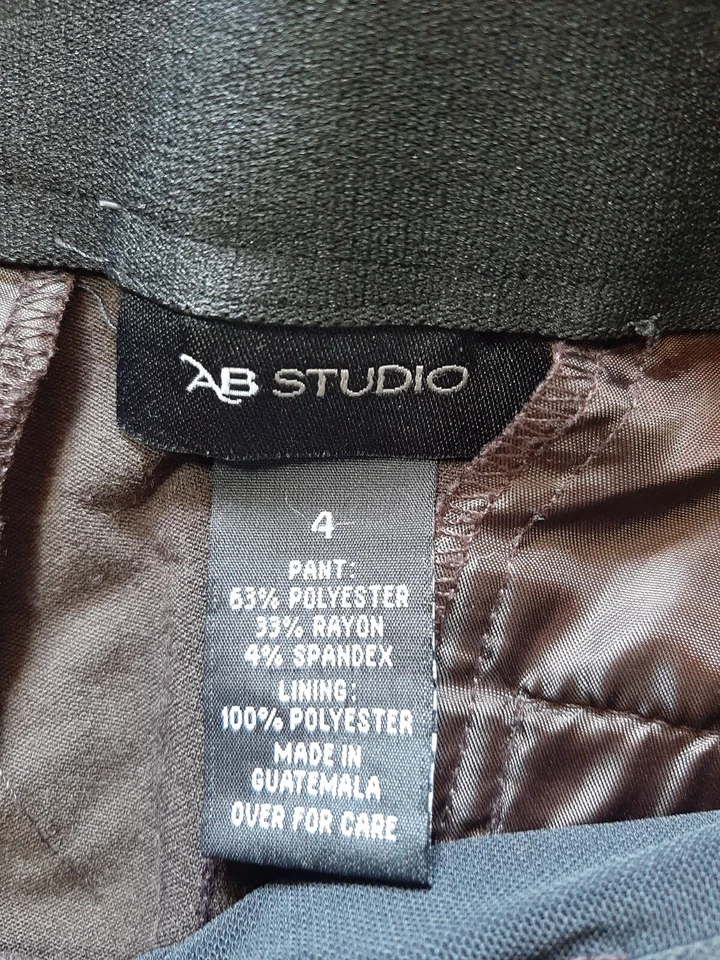 AB STUDIO
4
PANT:
63% POLYESTER
33% RAYON
4% SPANDEX
LINING:
100% POLYESTER
MADE IN
GUATEMALA
OVER FOR CARE